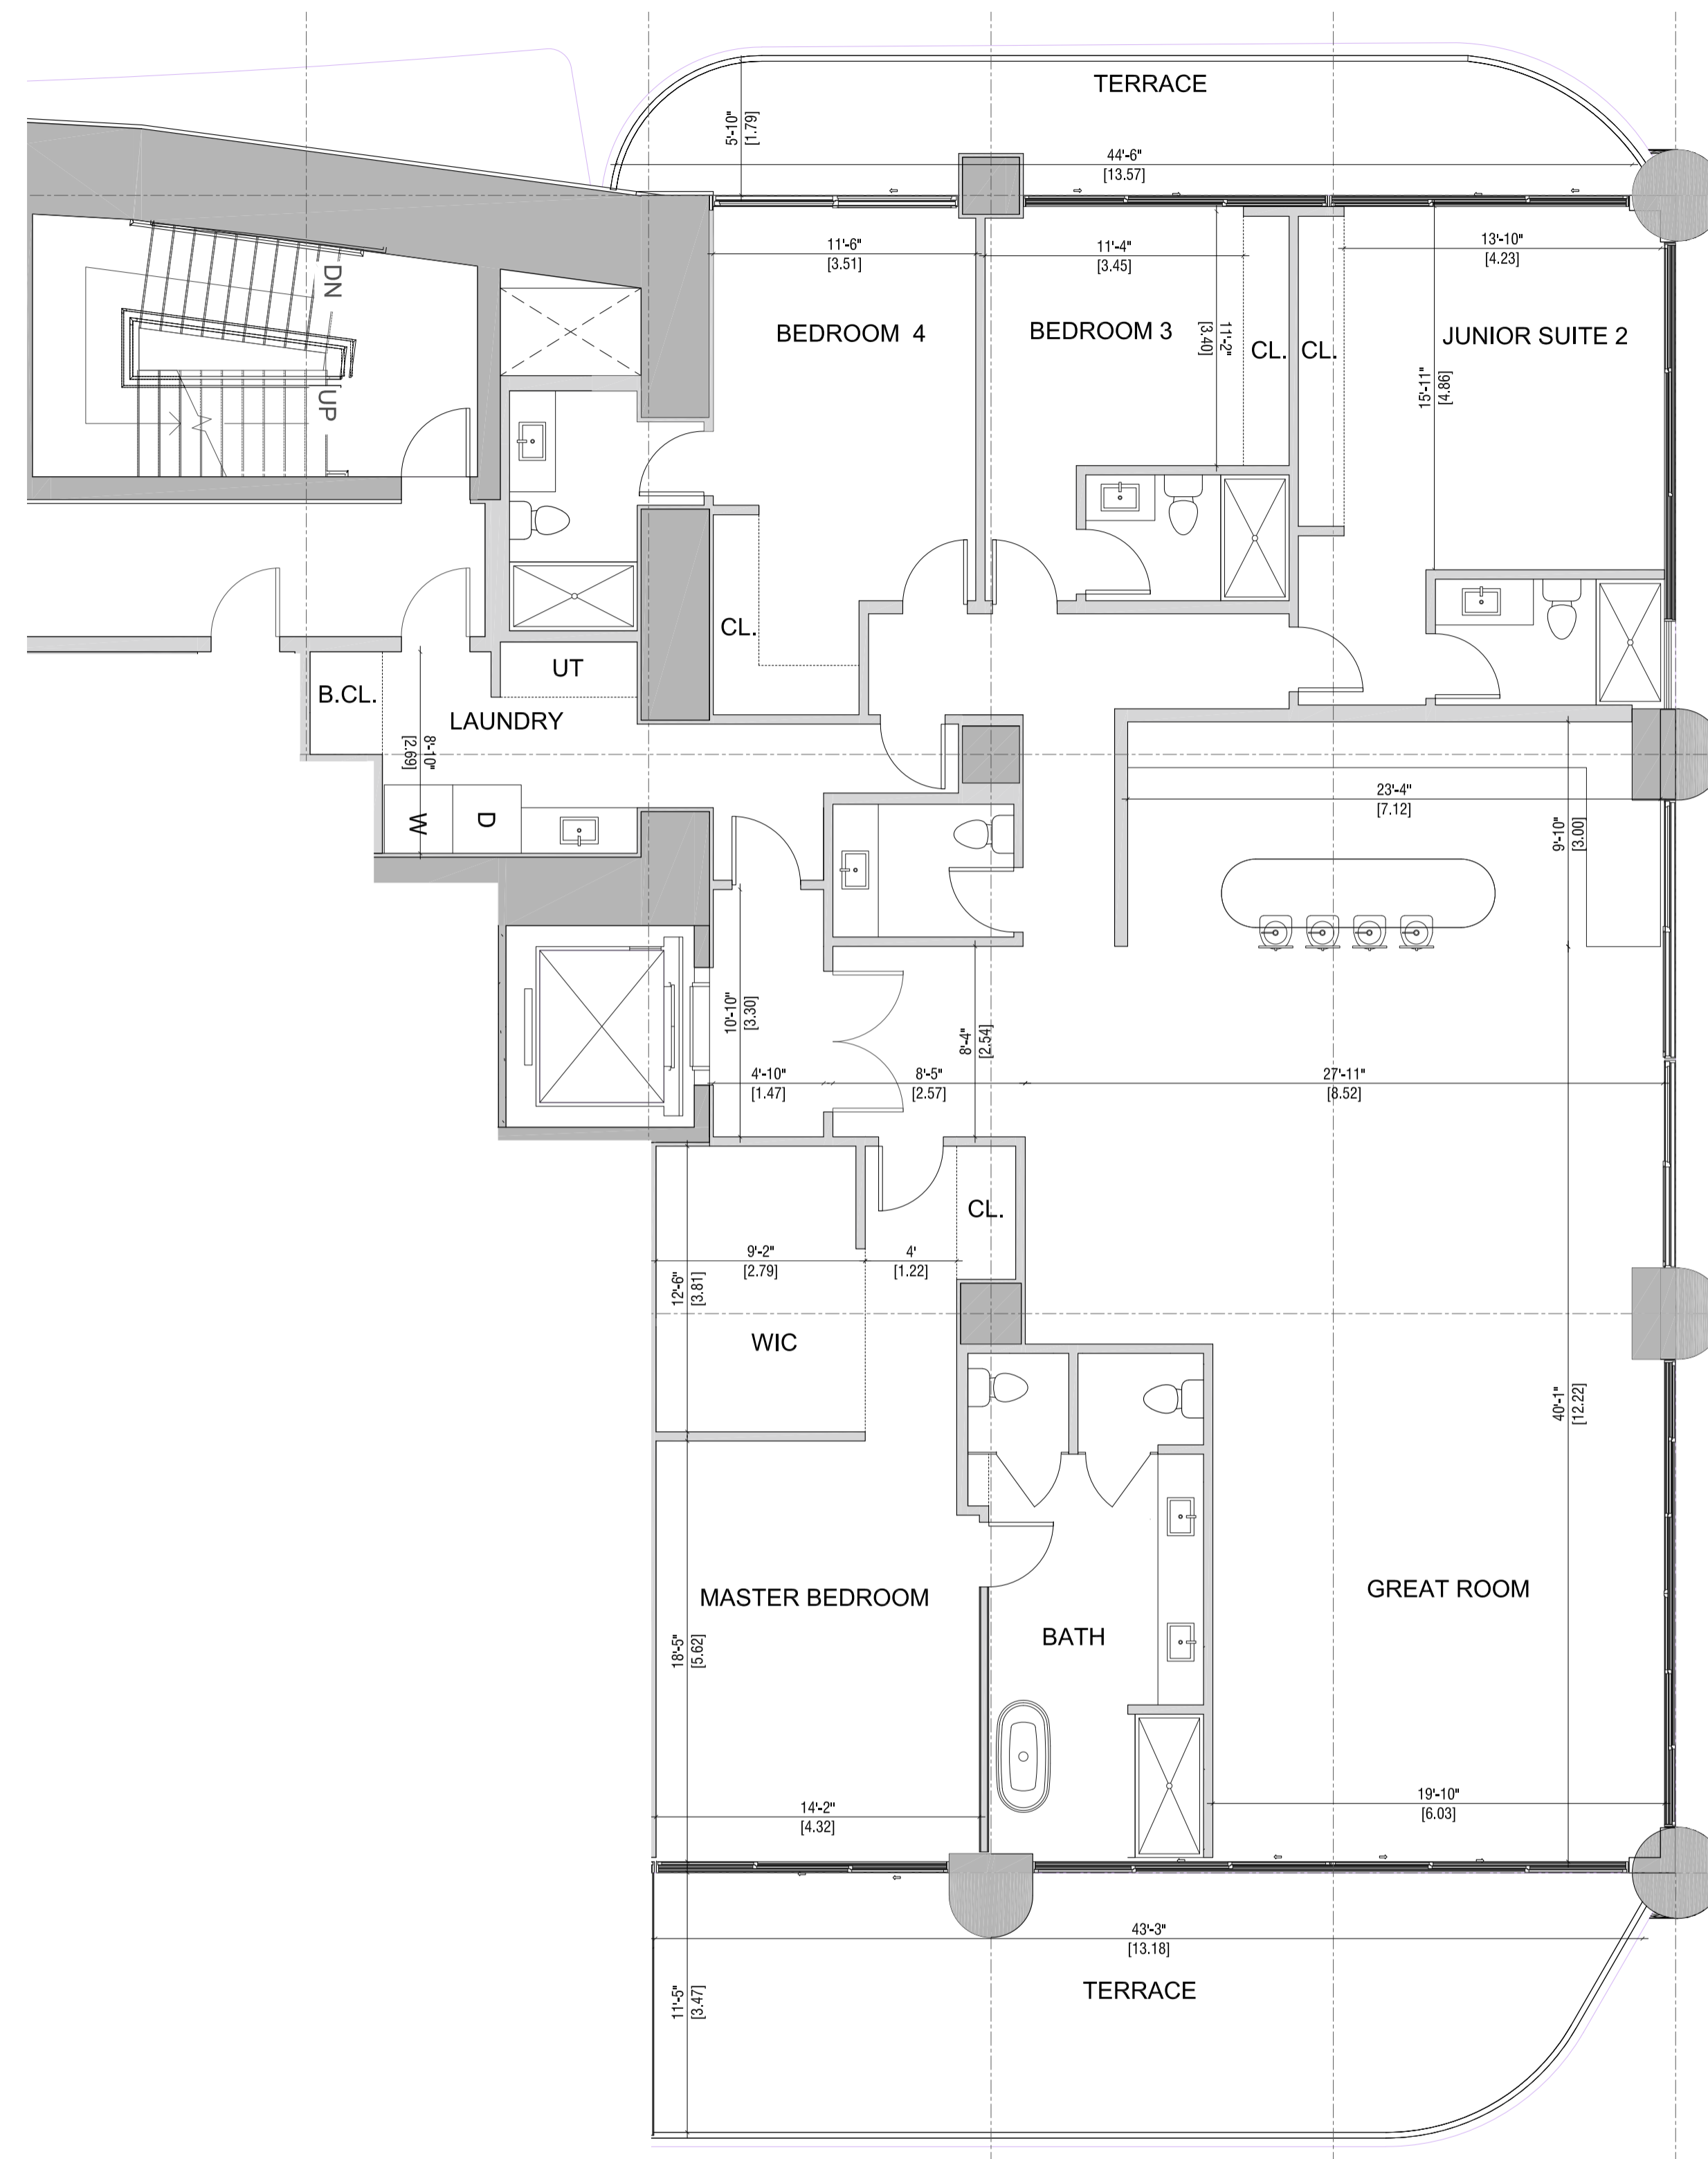 TERRACE
5'-10"
[1.79]
44'-6"
[13.57]
11'-6"
[3.51]
11'-4"
[3.45]
13'-10"
[4.23]
DN
BEDROOM 4
BEDROOM 3
11'-2"
[3.40]
CL.
CL.
JUNIOR SUITE 2
15'-11"
[4.86]
UP
CL.
UT
B.CL.
LAUNDRY
8'-10"
[2.69]
W
D
23'-4"
[7.12]
9'-10"
[3.00]
10'-10"
[3.30]
8'-4"
[2.54]
4'-10"
[1.47]
8'-5"
[2.57]
27'-11"
[8.52]
CL.
9'-2"
[2.79]
4'
[1.22]
12'-6"
[3.81]
WIC
40'-1"
[12.22]
MASTER BEDROOM
GREAT ROOM
18'-5"
[5.62]
BATH
14'-2"
[4.32]
19'-10"
[6.03]
43'-3"
[13.18]
TERRACE
11'-5"
[3.47]